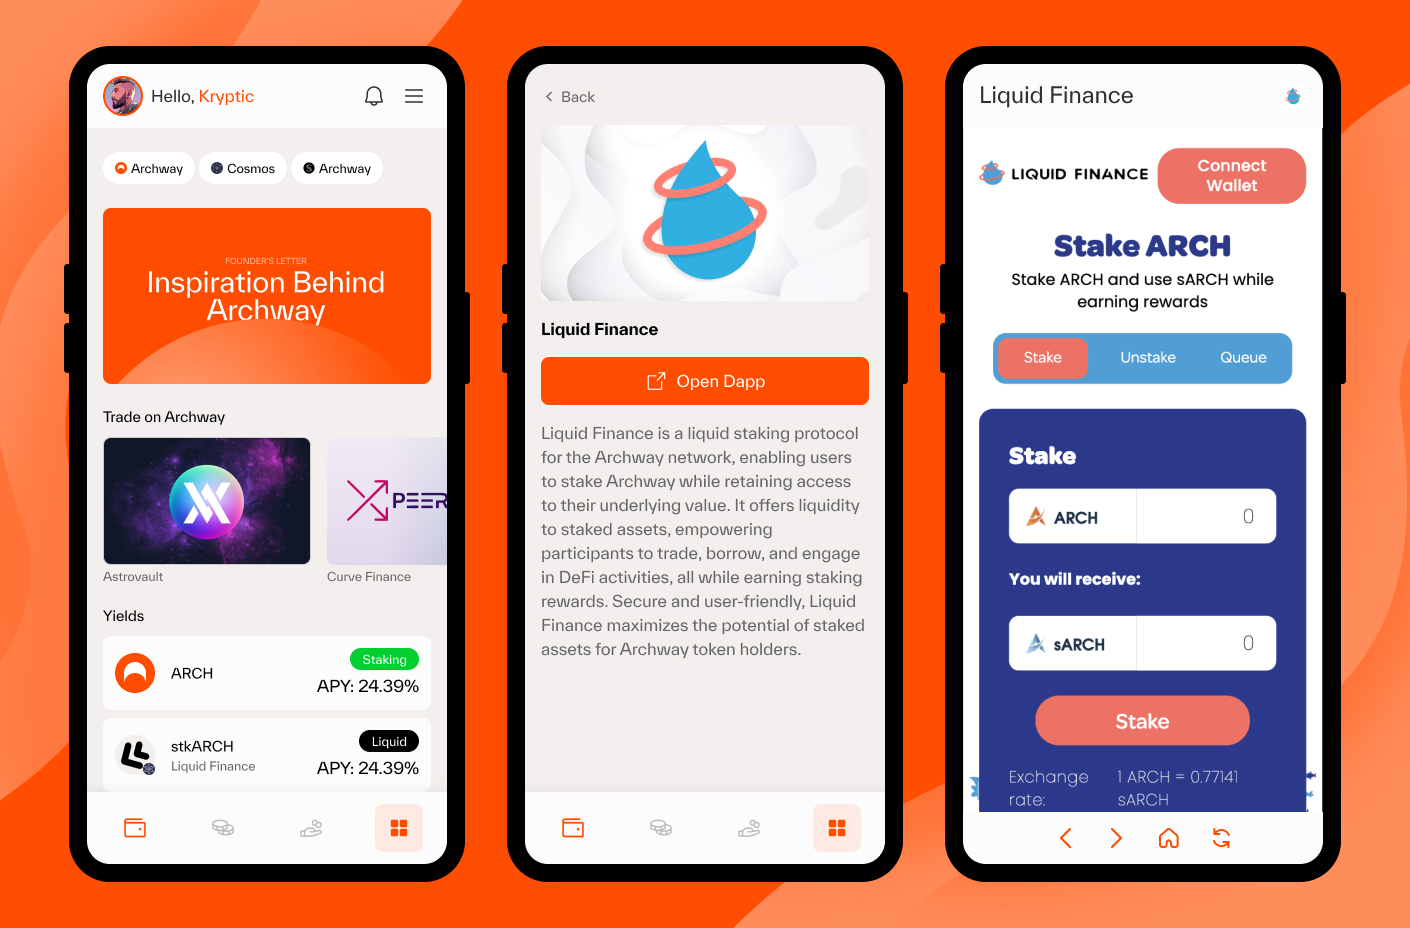 Hello, Kryptic
Archway
Cosmos
Archway
FOUNDER'S LETTER
Inspiration Behind
Archway
Trade on Archway
PEER
Astrovault
Curve Finance
Yields
ARCH
Staking
APY: 24.39%
stkARCH
Liquid Finance
Liquid
APY: 24.39%
Back
Liquid Finance
Open Dapp
Liquid Finance is a liquid staking protocol
for the Archway network, enabling users
to stake Archway while retaining access
to their underlying value. It offers liquidity
to staked assets, empowering
participants to trade, borrow, and engage
in DeFi activities, all while earning staking
rewards. Secure and user-friendly, Liquid
Finance maximizes the potential of staked
assets for Archway token holders.
Liquid Finance
LIQUID FINANCE
Connect
Wallet
Stake ARCH
Stake ARCH and use sARCH while
earning rewards
Stake
Unstake
Queue
Stake
ARCH
0
You will receive:
sARCH
0
Stake
Exchange
rate:
1 ARCH = 0.77141
sARCH